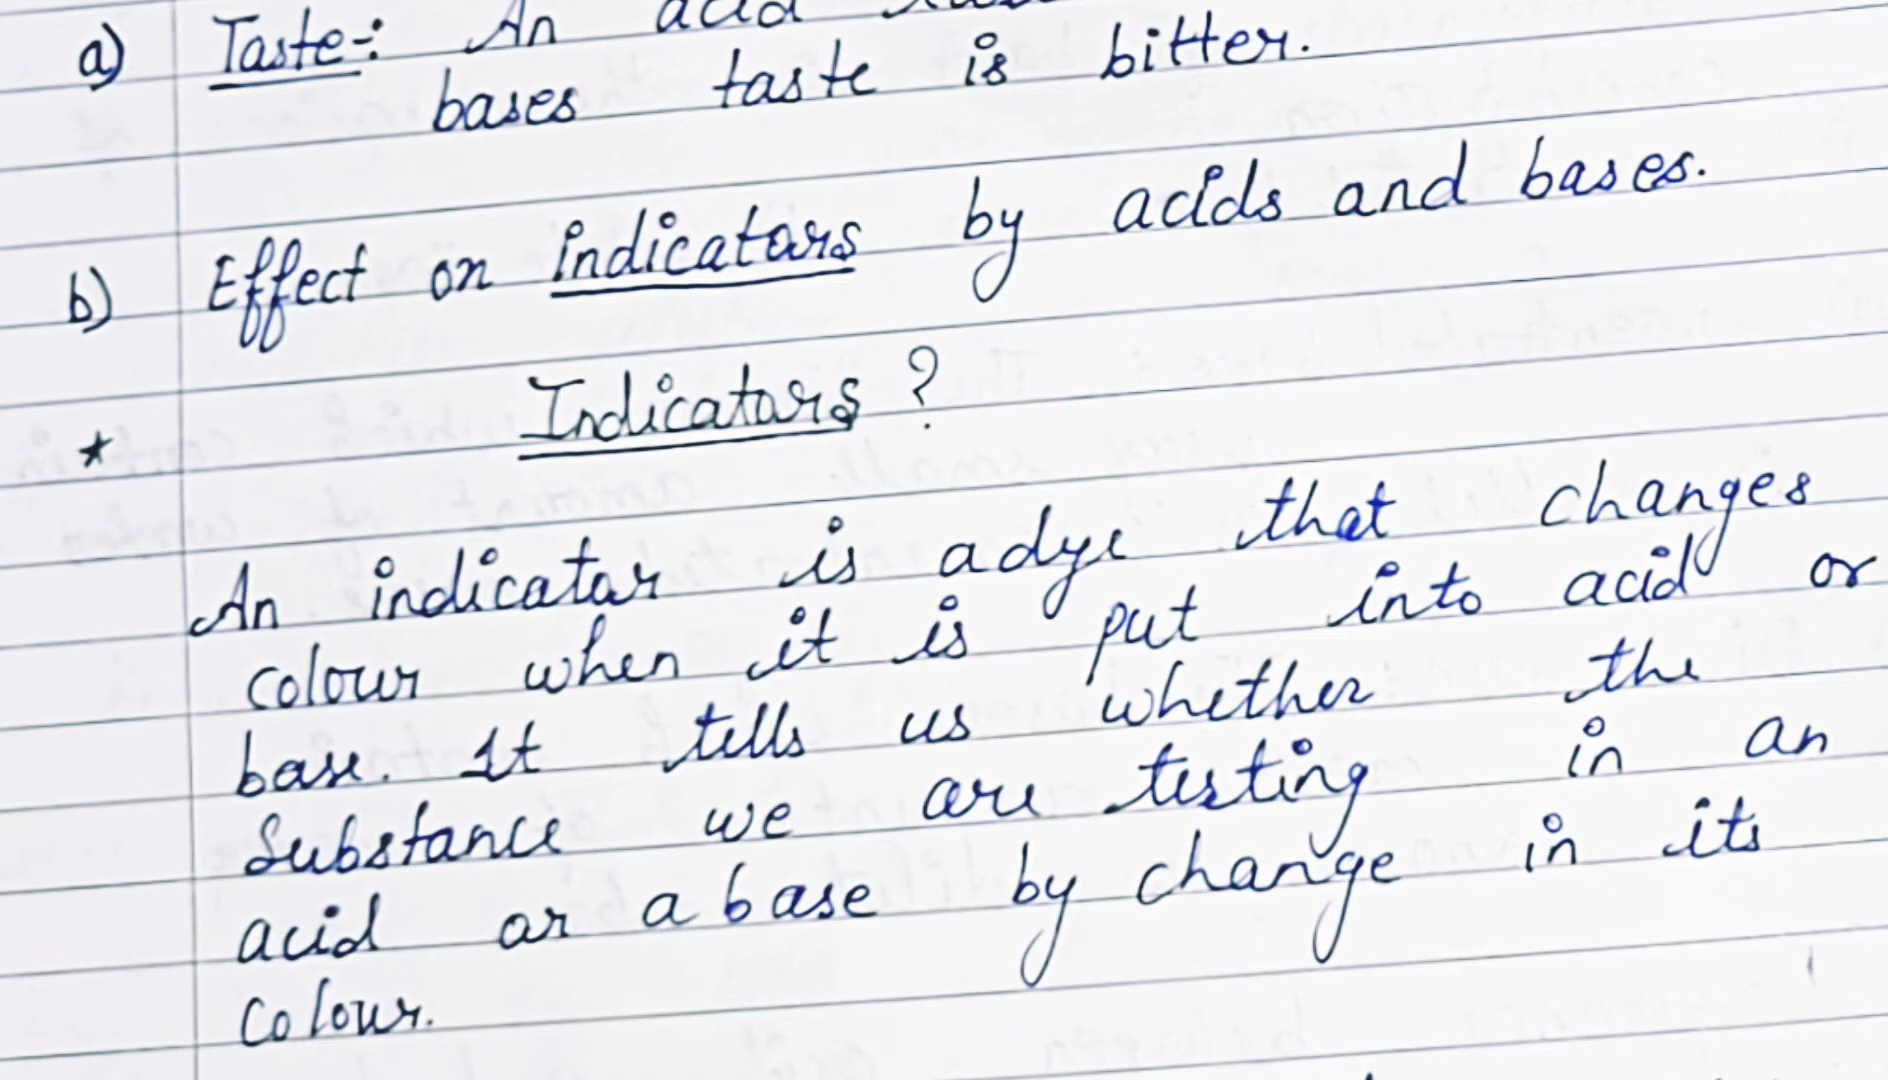 a) Taste:- An acid
bases taste is bitter.
b) Effect on indicators by acids and bases.
* Indicators ?
An indicator is a dye that changes
colour when it is put into acid or
base. It tells us whether the
Substance we are testing in an
acid or a base by change in its
Colour.